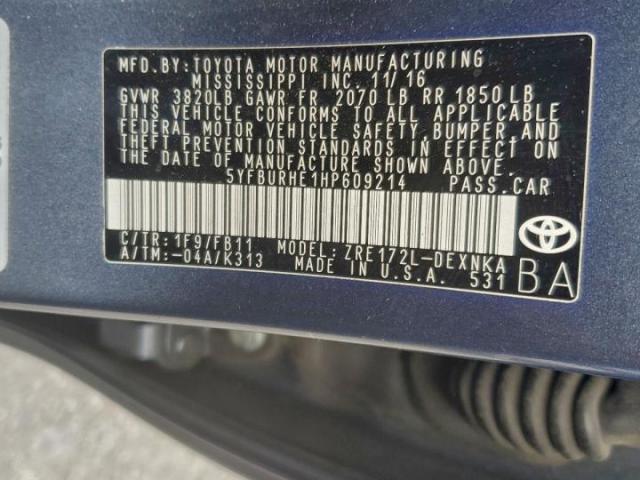 MFD.BY:TOYOTA MOTOR MANUFACTURING
MISSISSIPPI INC. 11/16
GVWR 3820LB GAWR FR 2070 LB RR 1850 LB
THIS VEHICLE CONFORMS TO ALL APPLICABLE
FEDERAL MOTOR VEHICLE SAFETY, BUMPER, AND
THEFT PREVENTION STANDARDS IN EFFECT ON
THE DATE OF MANUFACTURE SHOWN ABOVE.
5YFBURHE1HP609214 PASS.CAR
C/TR: 1F9/FB11 MODEL: ZRE172L-DEXNKA
A/TM:-04A/K313 MADE IN U.S.A. 531
BA